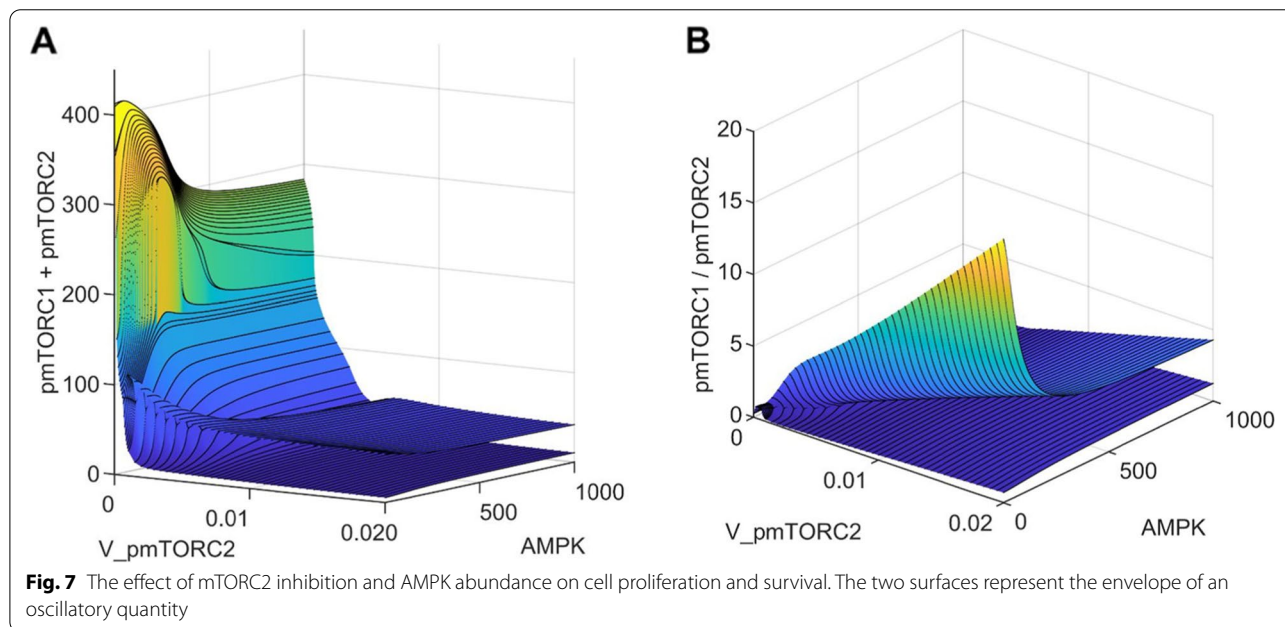 A
B
400
300
200
100
0
pmTORC1 + pmTORC2
0
0.01
0.020
V_pmTORC2
500
1000
AMPK
20
15
10
5
0
pmTORC1 / pmTORC2
0
0.01
0.02
V_pmTORC2
0
500
1000
AMPK
Fig. 7 The effect of mTORC2 inhibition and AMPK abundance on cell proliferation and survival. The two surfaces represent the envelope of an
oscillatory quantity